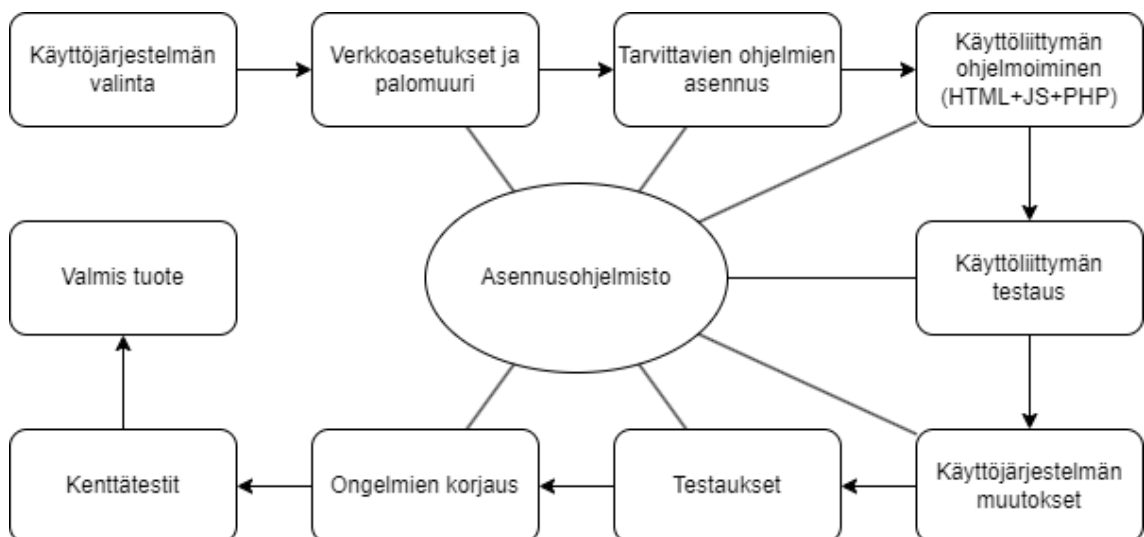 Käyttöjärjestelmän
valinta
Verkkoasetukset ja
palomuuri
Tarvittavien ohjelmien
asennus
Käyttöliittymän
ohjelmoiminen
(HTML+JS+PHP)
Valmis tuote
Asennusohjelmisto
Käyttöliittymän
testaus
Kenttätestit
Ongelmien korjaus
Testaukset
Käyttöjärjestelmän
muutokset